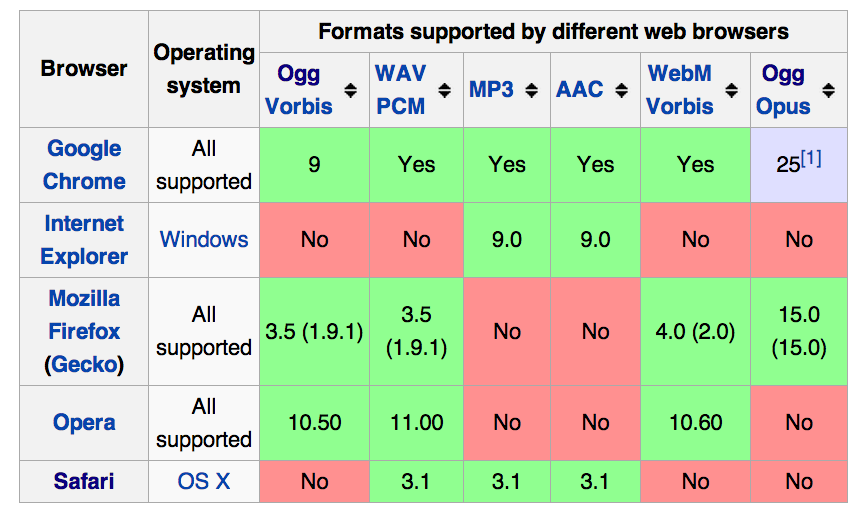 Browser
Operating
system
Formats supported by different web browsers
Ogg
Vorbis
WAV
PCM
MP3
AAC
WebM
Vorbis
Ogg
Opus
Google
Chrome
All
supported
9
Yes
Yes
Yes
Yes
25[1]
Internet
Explorer
Windows
No
No
9.0
9.0
No
No
Mozilla
Firefox
(Gecko)
All
supported
3.5 (1.9.1)
3.5
(1.9.1)
No
No
4.0 (2.0)
15.0
(15.0)
Opera
All
supported
10.50
11.00
No
No
10.60
No
Safari
OS X
No
3.1
3.1
3.1
No
No